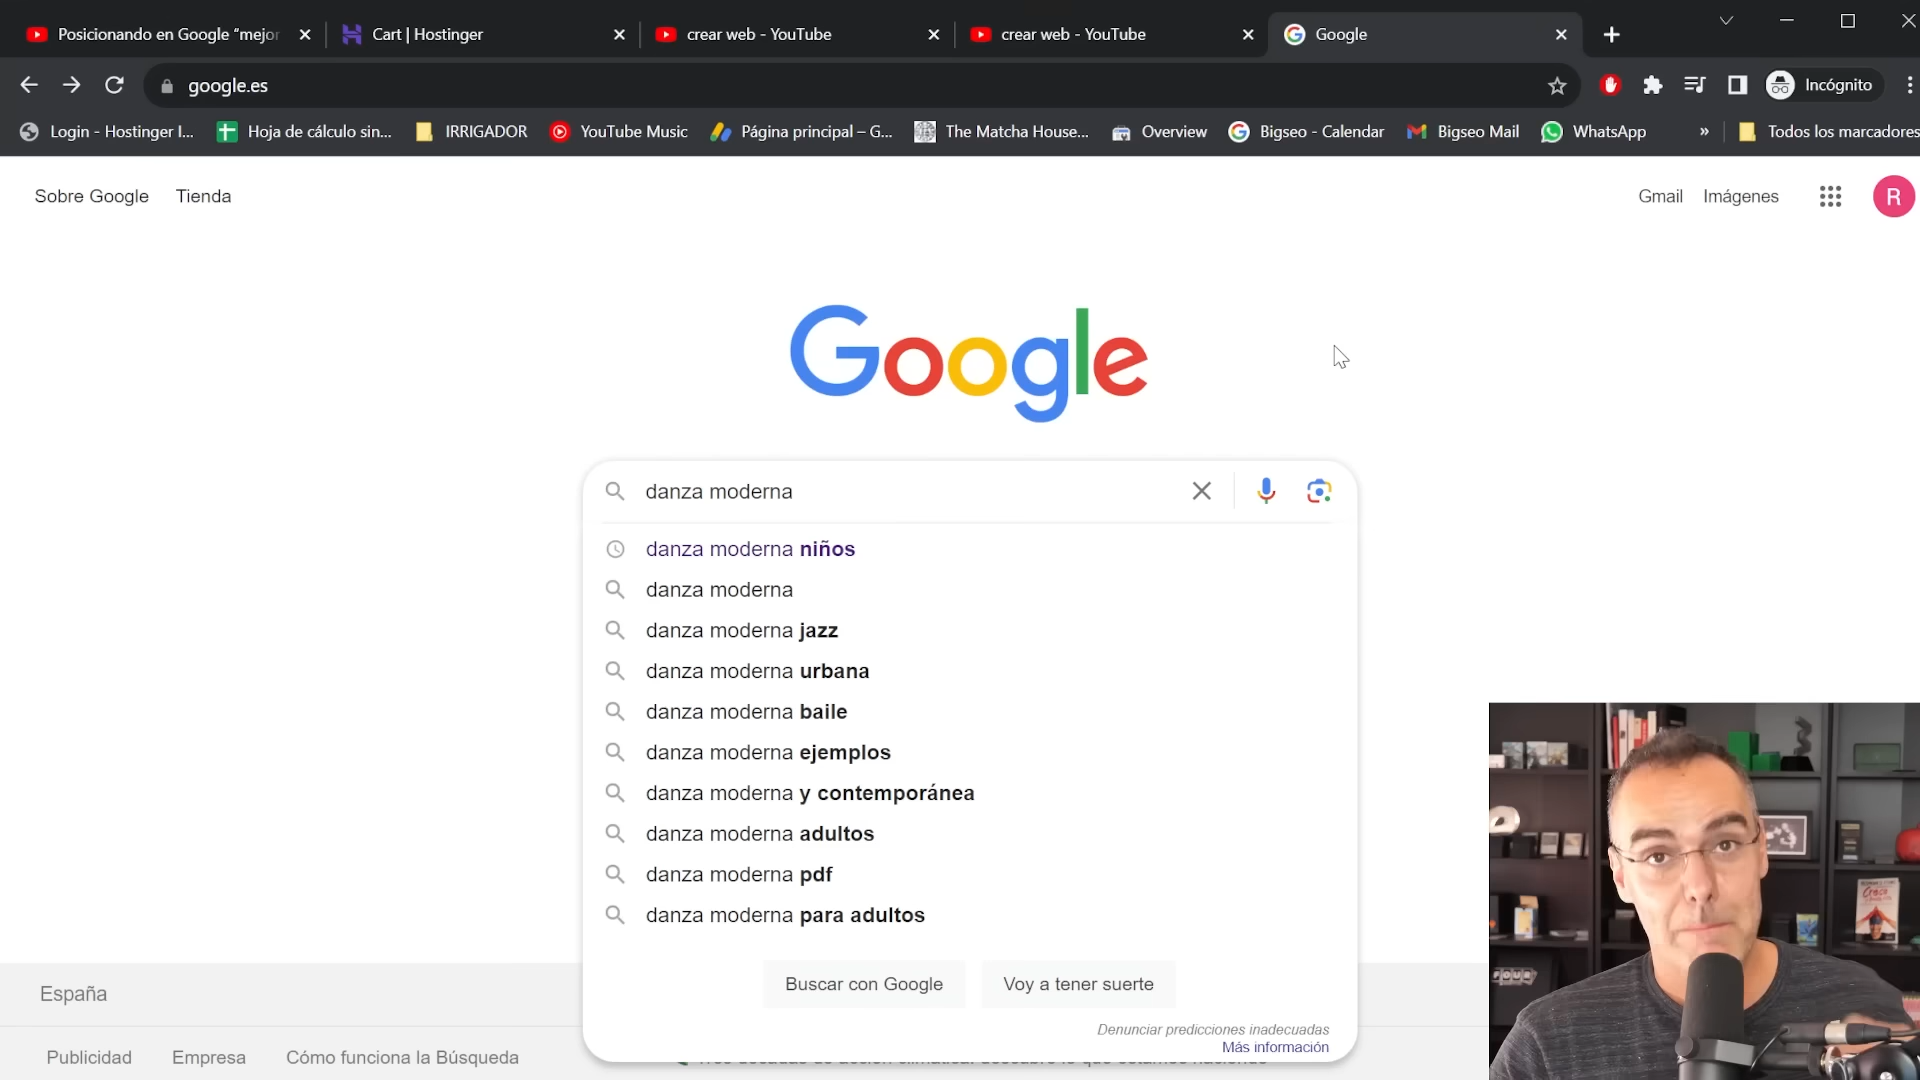 Posicionando en Google “mejor
Cart | Hostinger
crear web - YouTube
crear web - YouTube
Google
google.es
Incógnito
Login - Hostinger I...
Hoja de cálculo sin...
IRRIGADOR
YouTube Music
Página principal – G...
The Matcha House...
Overview
Bigseo - Calendar
Bigseo Mail
WhatsApp
»
Todos los marcadores
Sobre Google
Tienda
Gmail
Imágenes
R
Google
danza moderna
danza moderna niños
danza moderna
danza moderna jazz
danza moderna urbana
danza moderna baile
danza moderna ejemplos
danza moderna y contemporánea
danza moderna adultos
danza moderna pdf
danza moderna para adultos
Buscar con Google
Voy a tener suerte
Denunciar predicciones inadecuadas
Más información
España
Publicidad
Empresa
Cómo funciona la Búsqueda